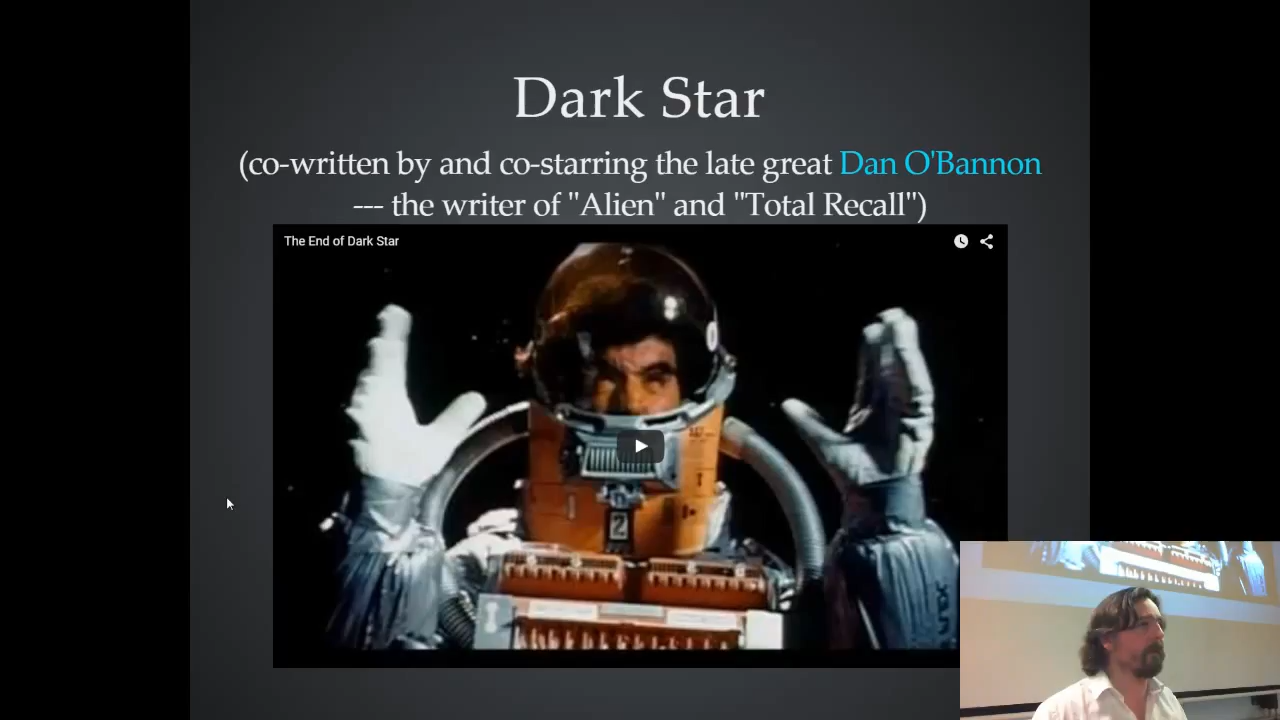 Dark Star
(co-written by and co-starring the late great Dan O'Bannon
--- the writer of "Alien" and "Total Recall")
The End of Dark Star
2